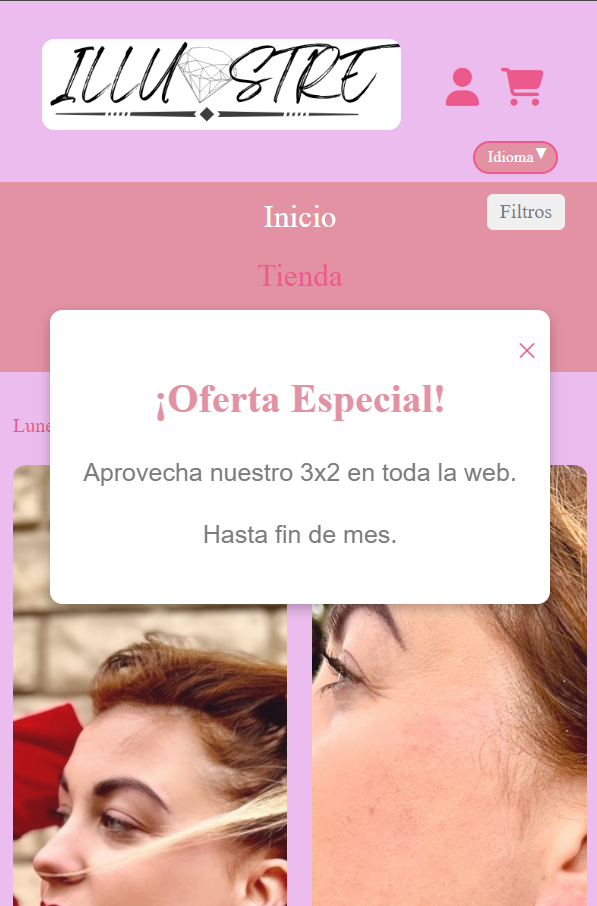 ILLUSTRE
Idioma▼
Inicio
Filtros
Tienda
×
¡Oferta Especial!
Lune
Aprovecha nuestro 3x2 en toda la web.
Hasta fin de mes.